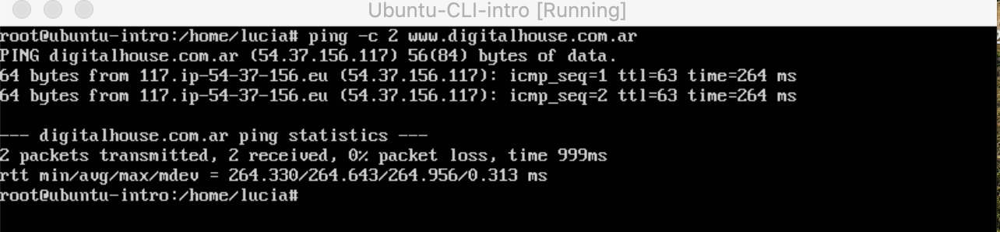 Ubuntu-CLI-intro [Running]
root@ubuntu-intro:/home/lucia# ping -c 2 www.digitalhouse.com.ar
PING digitalhouse.com.ar (54.37.156.117) 56(84) bytes of data.
64 bytes from 117.ip-54-37-156.eu (54.37.156.117): icmp_seq=1 ttl=63 time=264 ms
64 bytes from 117.ip-54-37-156.eu (54.37.156.117): icmp_seq=2 ttl=63 time=264 ms
--- digitalhouse.com.ar ping statistics ---
2 packets transmitted, 2 received, 0% packet loss, time 999ms
rtt min/avg/max/mdev = 264.330/264.643/264.956/0.313 ms
root@ubuntu-intro:/home/lucia#